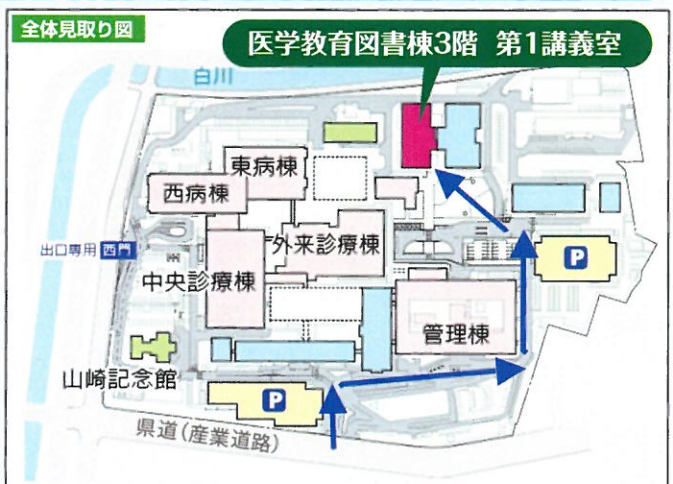 全体見取り図
医学教育図書棟3階 第1講義室
白川
東病棟
西病棟
出口専用 西門
外来診療棟
中央診療棟
P
管理棟
山崎記念館
P
県道(産業道路)